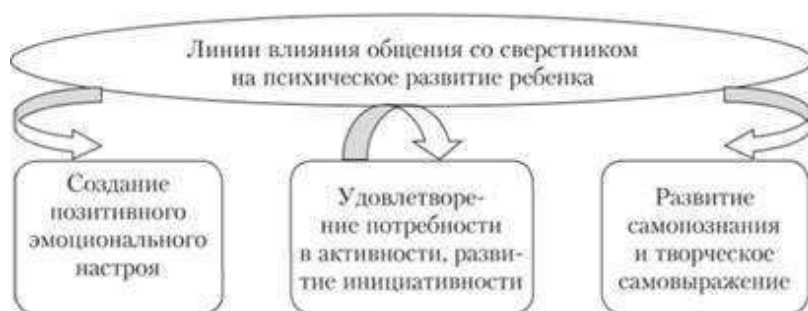 Линии влияния общения со сверстником
на психическое развитие ребенка
Создание
позитивного
эмоционального
настроя
Удовлетворе-
ние потребности
в активности, разви-
тие инициативности
Развитие
самопознания
и творческое
самовыражение